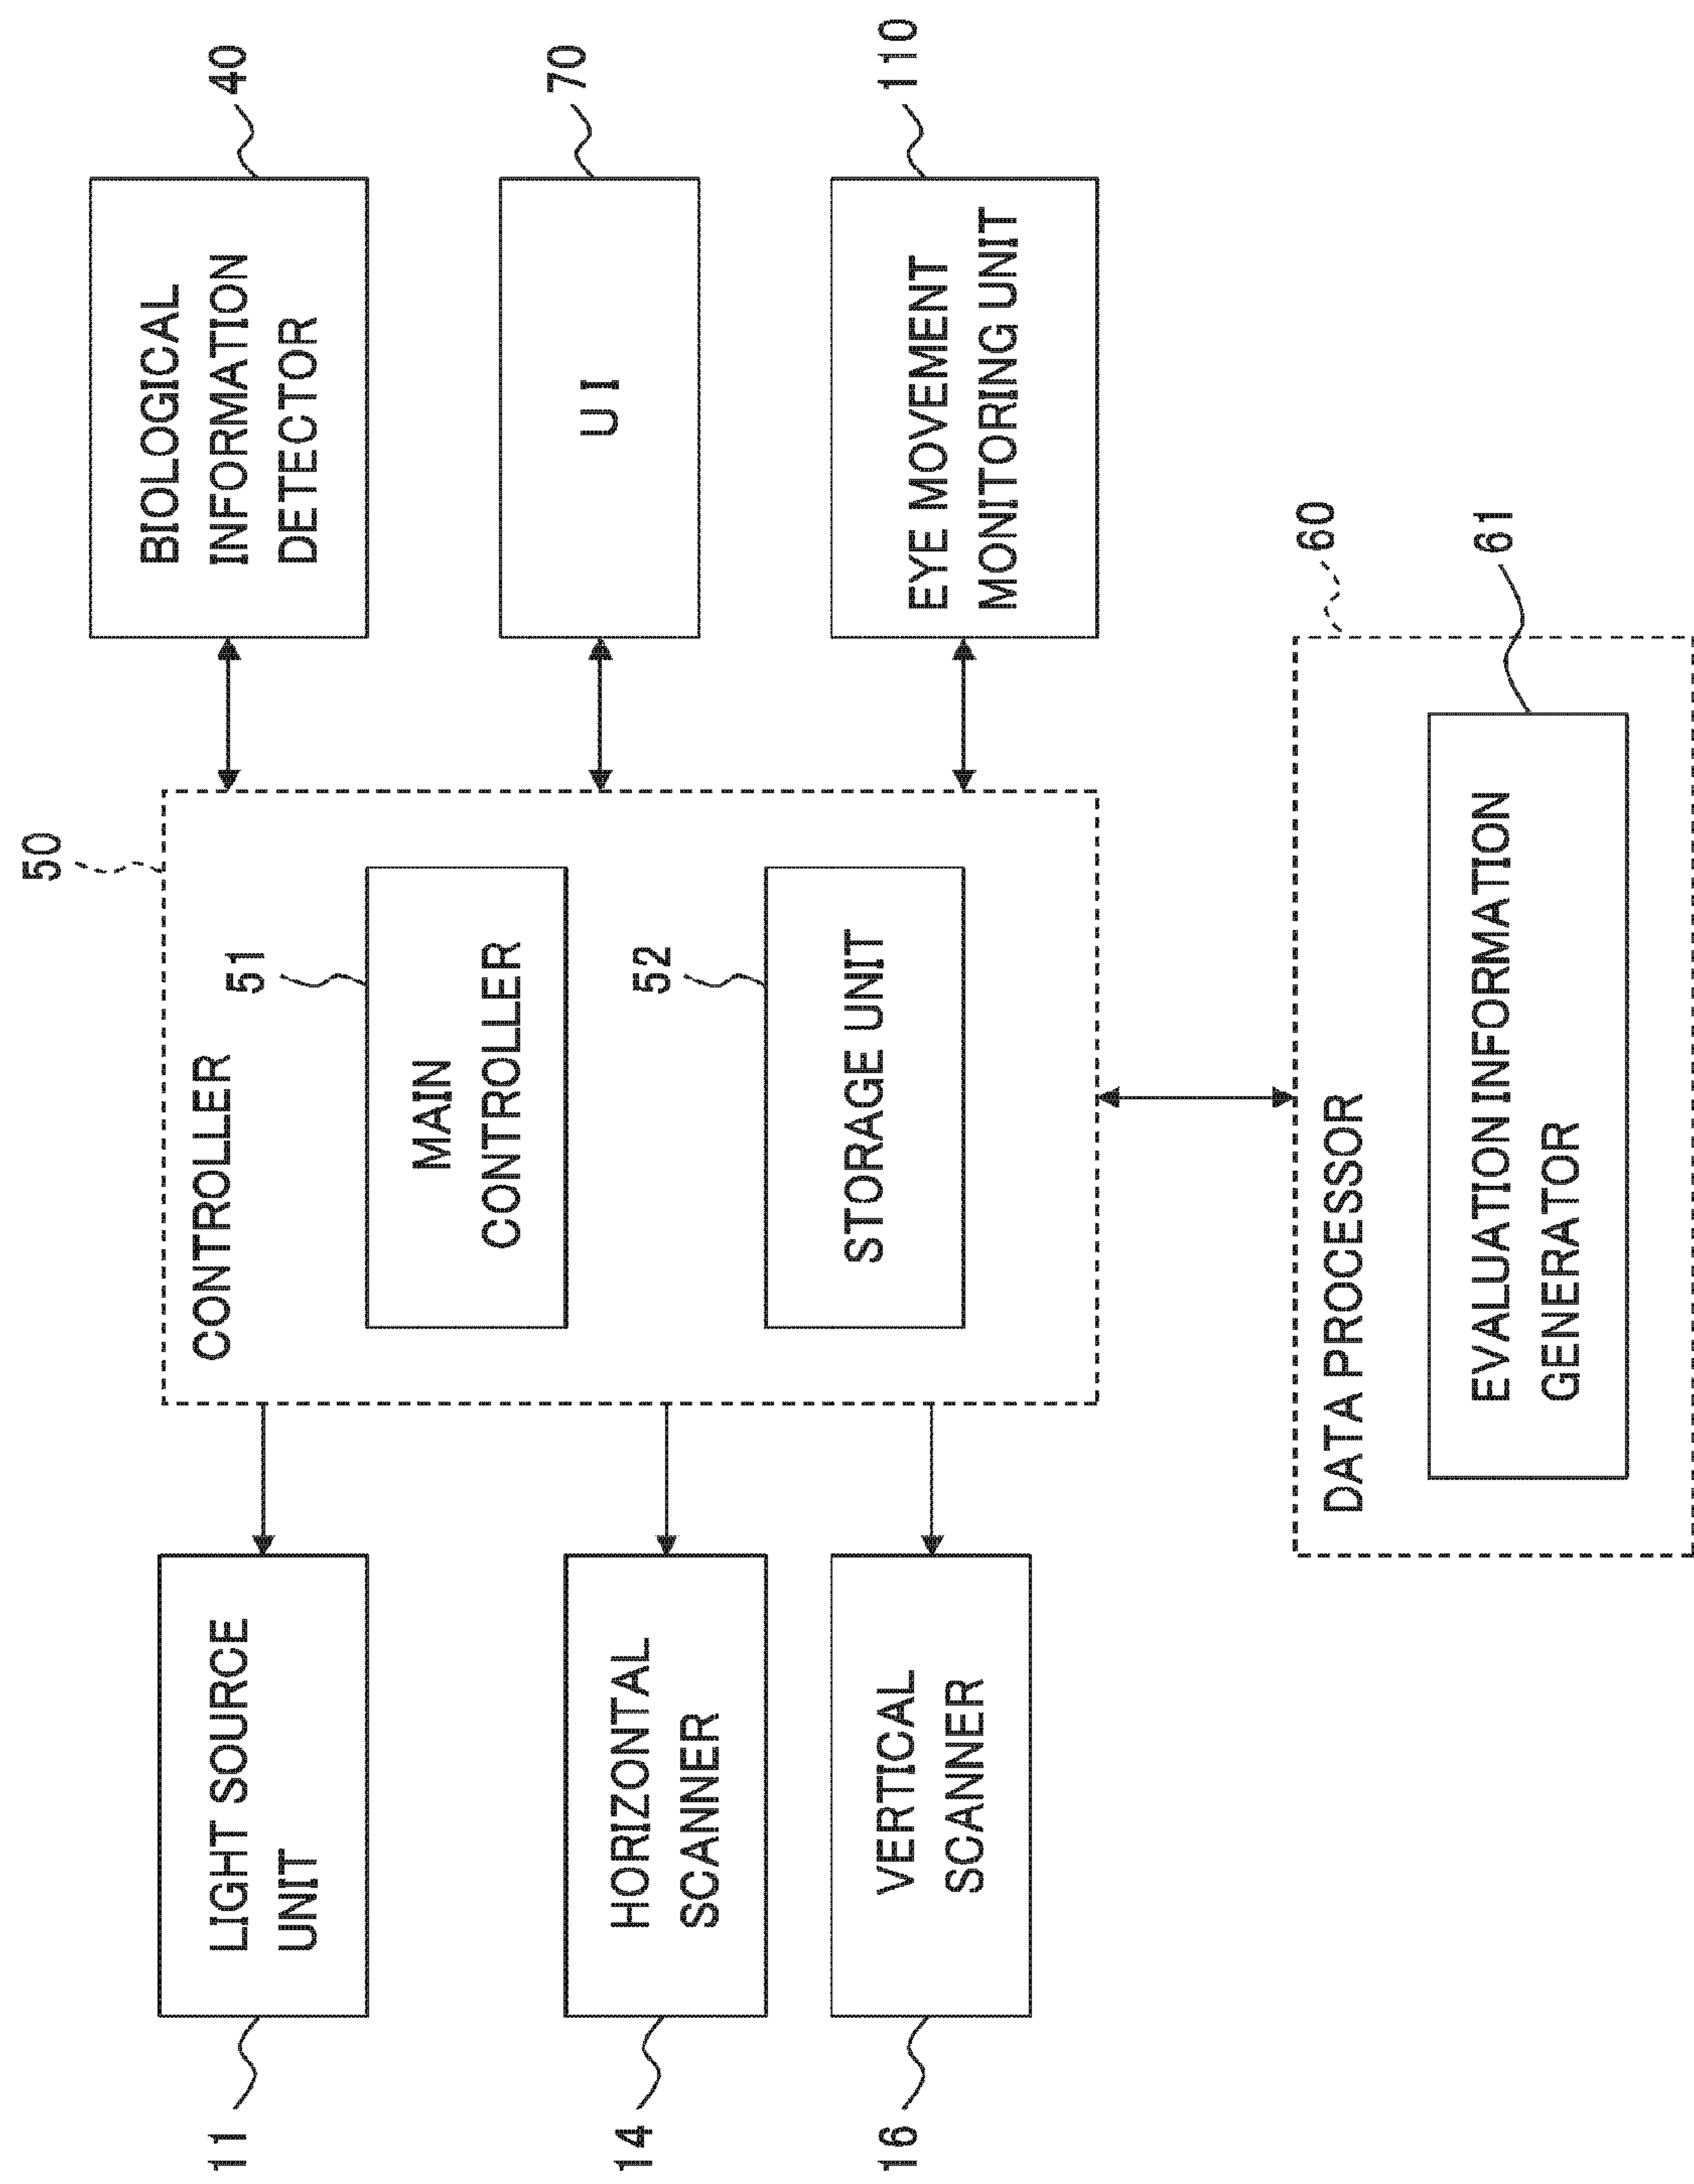 11
LIGHT SOURCE
UNIT
14
HORIZONTAL
SCANNER
16
VERTICAL
SCANNER
50
CONTROLLER
51
MAIN
CONTROLLER
52
STORAGE UNIT
40
BIOLOGICAL
INFORMATION
DETECTOR
70
UI
110
EYE MOVEMENT
MONITORING UNIT
60
DATA PROCESSOR
61
EVALUATION INFORMATION
GENERATOR